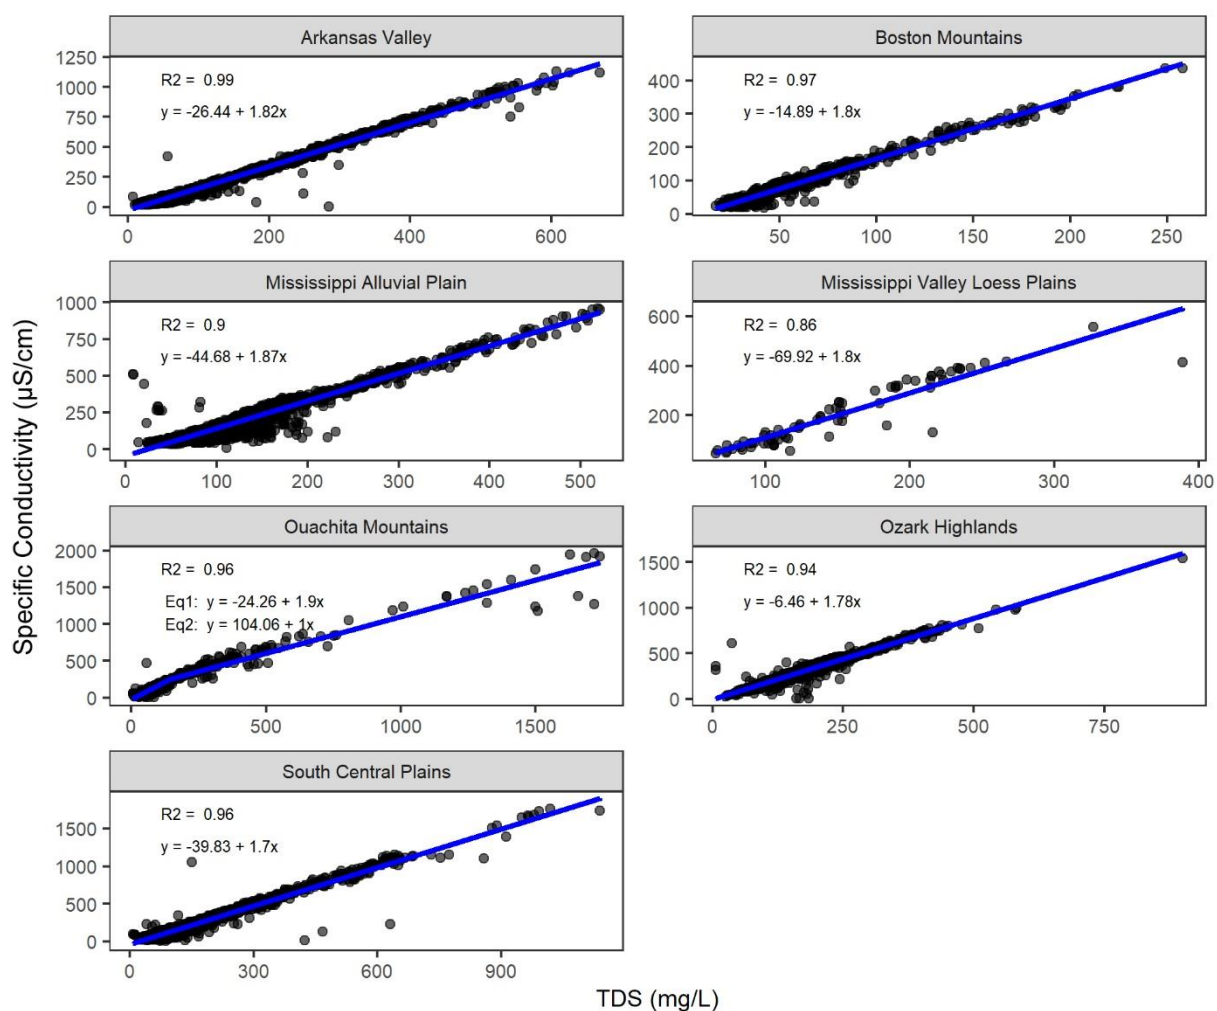 Arkansas Valley
R2 = 0.99
y = -26.44 + 1.82x
1250
1000
750
500
250
0
0 200 400 600
Boston Mountains
R2 = 0.97
y = -14.89 + 1.8x
400
300
200
100
0
50 100 150 200 250
Mississippi Alluvial Plain
R2 = 0.9
y = -44.68 + 1.87x
1000
750
500
250
0
0 100 200 300 400 500
Mississippi Valley Loess Plains
R2 = 0.86
y = -69.92 + 1.8x
600
400
200
100 200 300 400
Ouachita Mountains
R2 = 0.96
Eq1: y = -24.26 + 1.9x
Eq2: y = 104.06 + 1x
2000
1500
1000
500
0
0 500 1000 1500
Ozark Highlands
R2 = 0.94
y = -6.46 + 1.78x
1500
1000
500
0
0 250 500 750
South Central Plains
R2 = 0.96
y = -39.83 + 1.7x
1500
1000
500
0
0 300 600 900
Specific Conductivity (µS/cm)
TDS (mg/L)